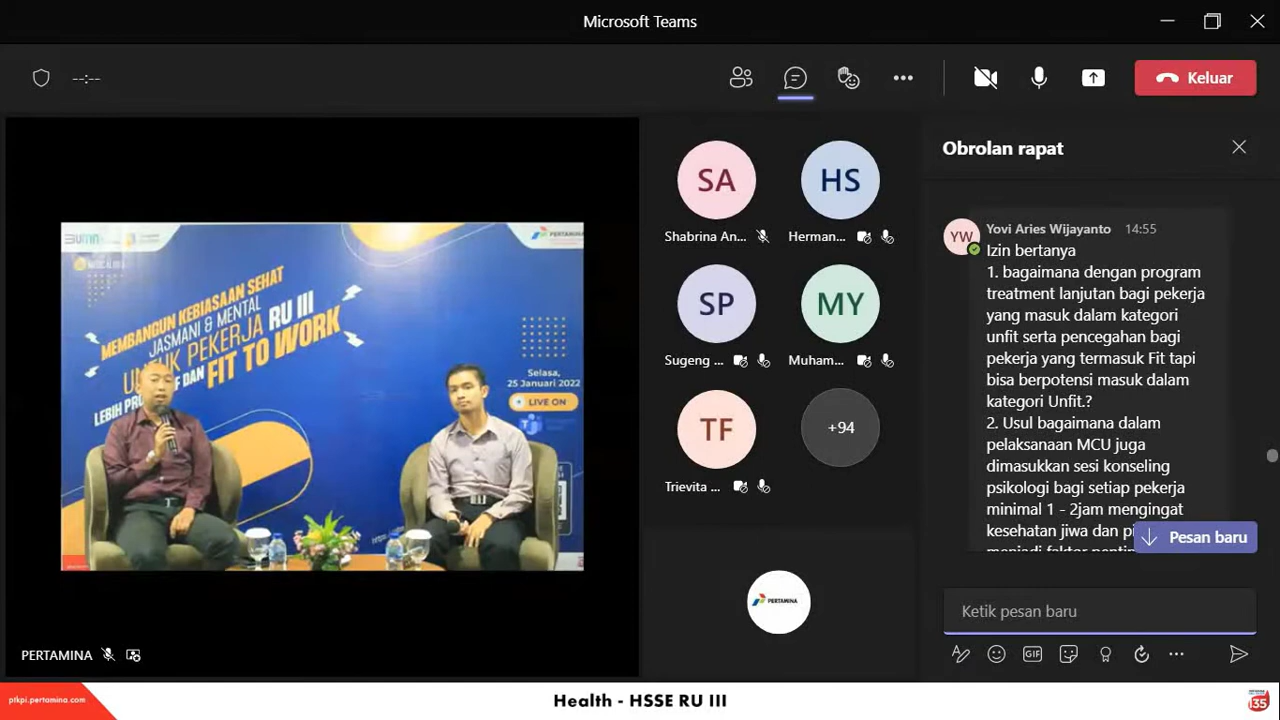 Microsoft Teams
--:--
Keluar
Obrolan rapat
SA
HS
Shabrina An...
Herman...
SP
MY
Sugeng ...
Muham...
TF
+94
Trievita ...
PERTAMINA
Yovi Aries Wijayanto 14:55
YW
Izin bertanya
1. bagaimana dengan program
treatment lanjutan bagi pekerja
yang masuk dalam kategori
unfit serta pencegahan bagi
pekerja yang termasuk Fit tapi
bisa berpotensi masuk dalam
kategori Unfit.?
2. Usul bagaimana dalam
pelaksanaan MCU juga
dimasukkan sesi konseling
psikologi bagi setiap pekerja
minimal 1 - 2jam mengingat
kesehatan jiwa dan
Pesan baru
Ketik pesan baru
GIF
PERTAMINA
MEMBANGUN KEBIASAAN SEHAT
JASMANI & MENTAL
UNTUK PEKERJA RU III
LEBIH DAN FIT TO WORK
Selasa,
25 Januari 2022
LIVE ON
PERTAMINA
ptkpi.pertamina.com
Health - HSSE RU III
135